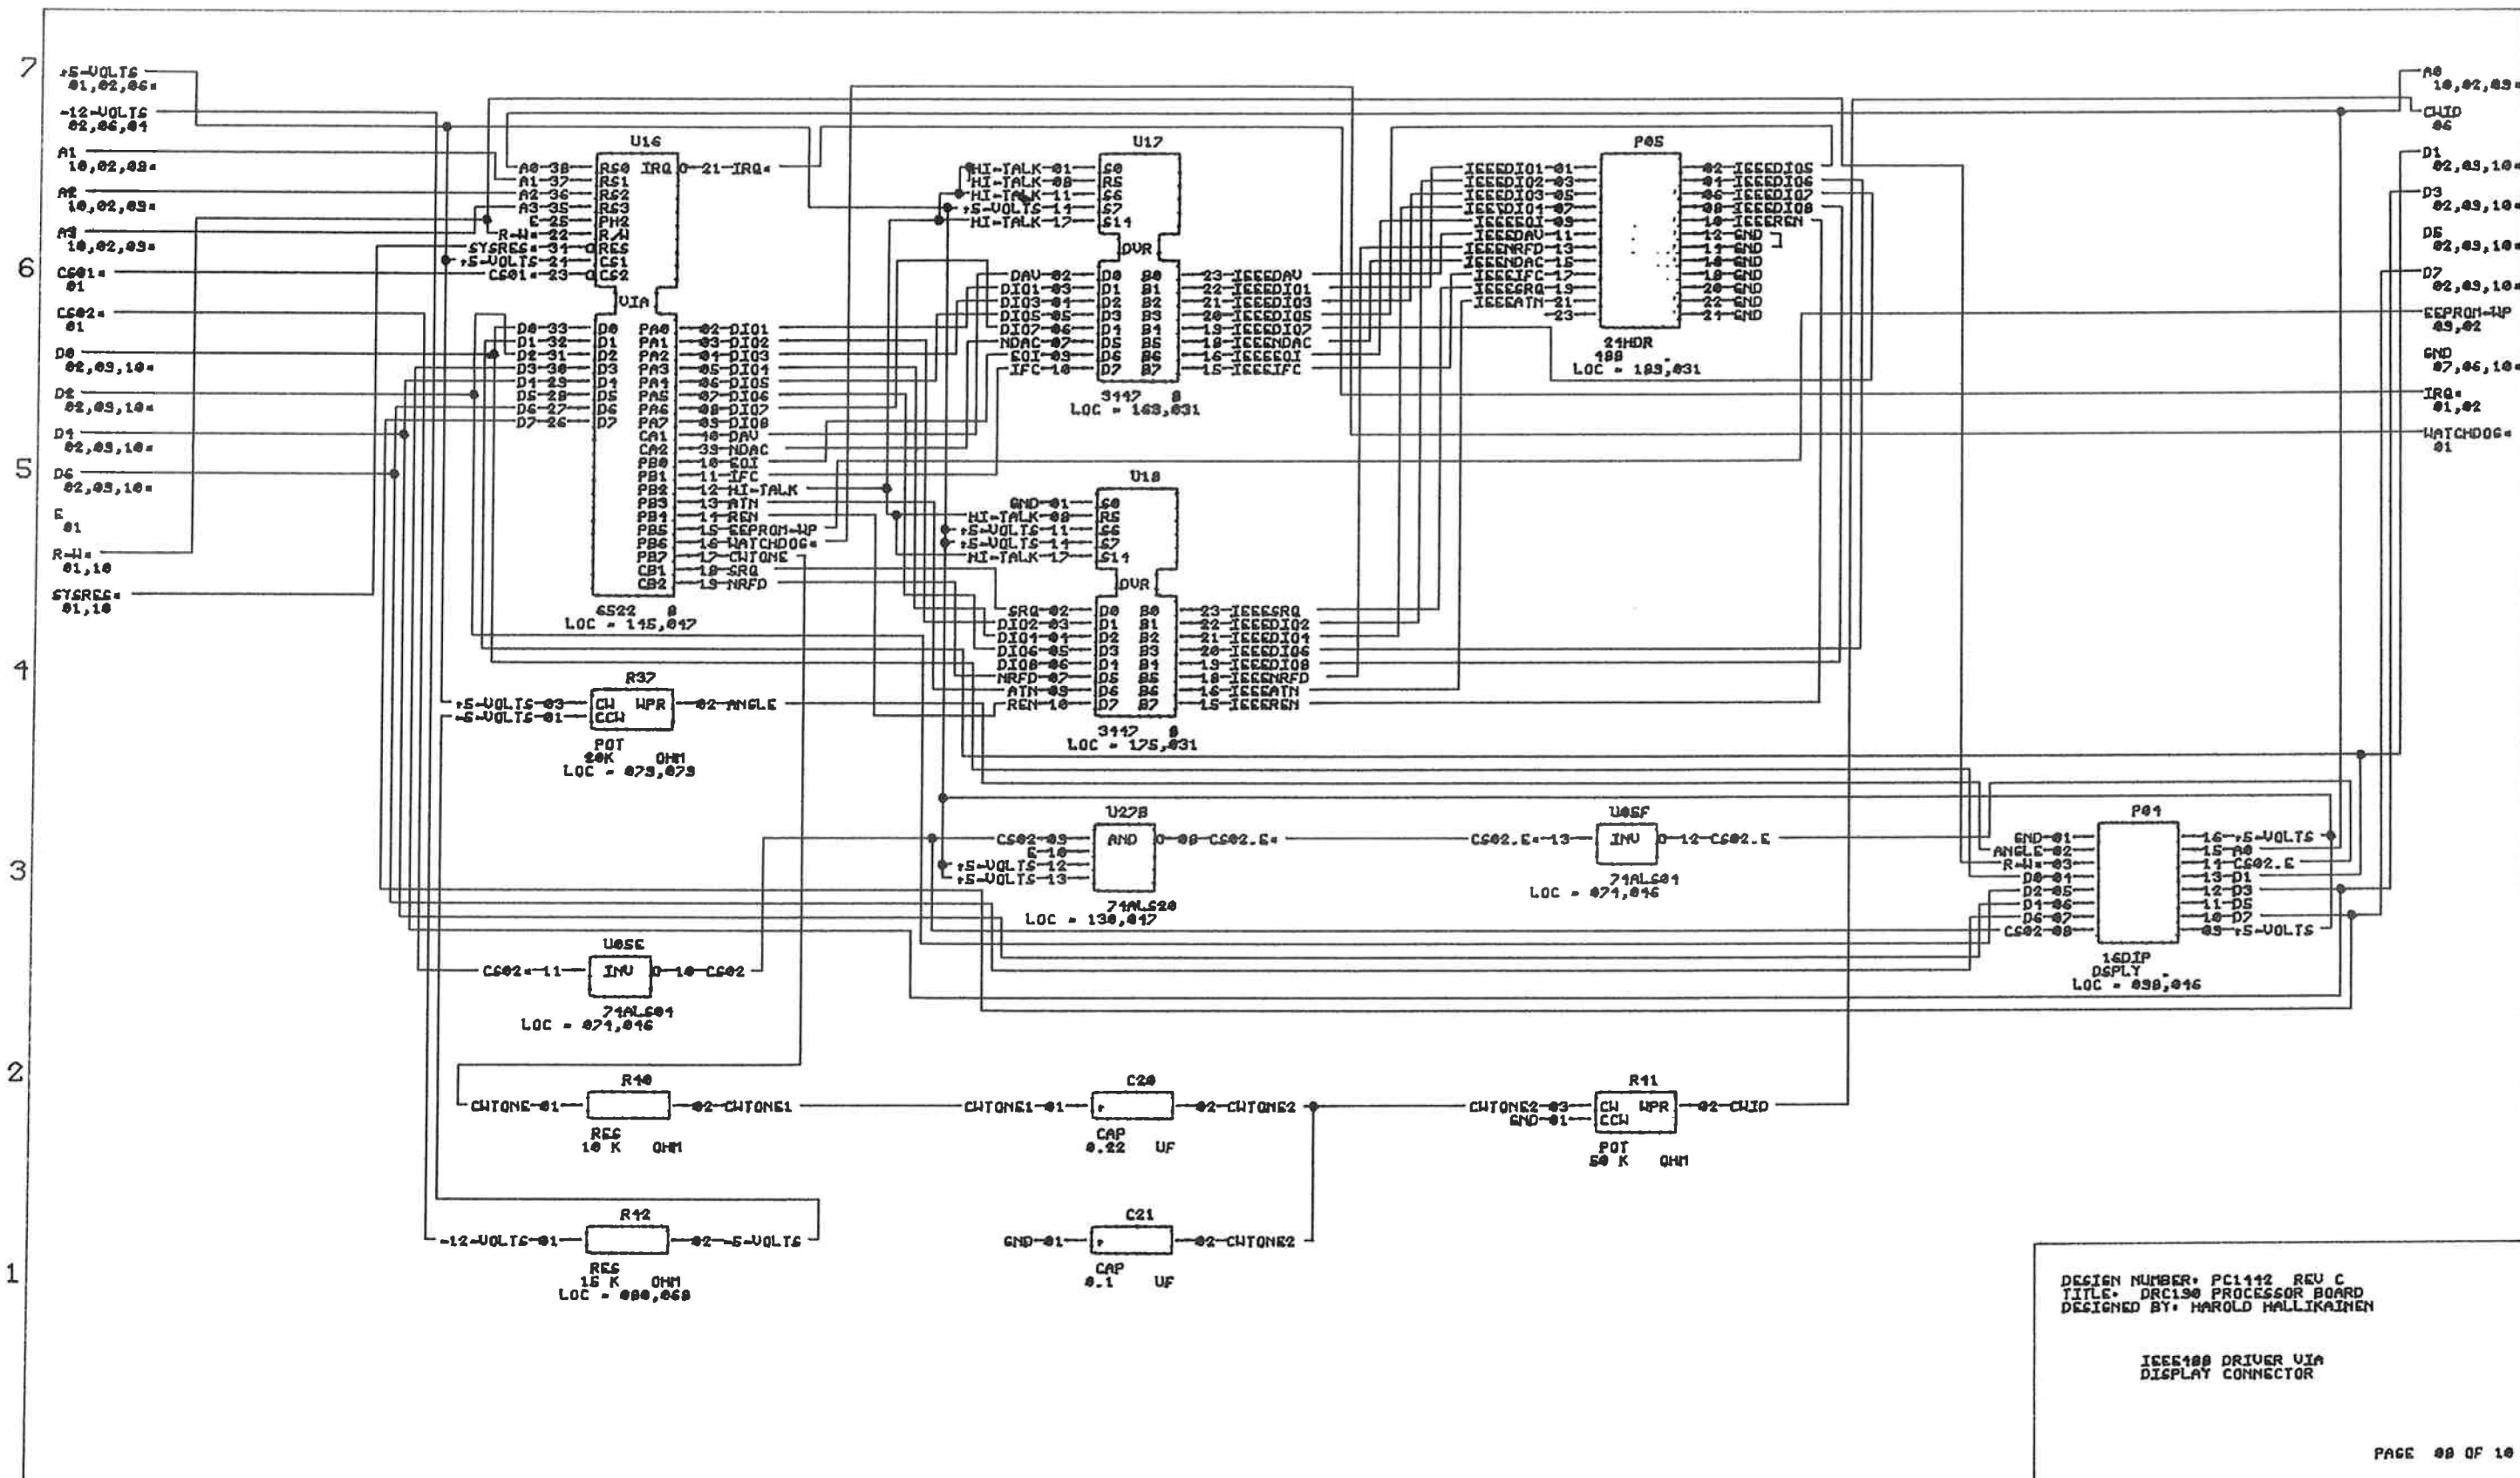 7
6
5
4
3
2
1
+5-VOLTS
01,02,06*
-12-VOLTS
02,06,04
A1
10,02,09*
A2
10,02,09*
A3
10,02,09*
CS01*
01
CS02*
01
D0
02,09,10*
D2
02,09,10*
D4
02,09,10*
D6
02,09,10*
E
01
R-W*
01,10
SYSRES*
01,10
U16
A0 38 RS0 IRQ 21 IRQ*
A1 37 RS1
A2 36 RS2
A3 35 RS3
E 25 PH2
R-W* 22 R/W
SYSRES* 34 RES
+5-VOLTS 24 CS1
CS01* 23 CS2
VIA
D0 33 D0 PA0 02 DIO1
D1 32 D1 PA1 03 DIO2
D2 31 D2 PA2 04 DIO3
D3 30 D3 PA3 05 DIO4
D4 29 D4 PA4 06 DIO5
D5 28 D5 PA5 07 DIO6
D6 27 D6 PA6 08 DIO7
D7 26 D7 PA7 09 DIO8
CA1 40 DAV
CA2 39 NDAC
PB0 10 EOI
PB1 11 IFC
PB2 12 HI-TALK
PB3 13 ATN
PB4 14 REN
PB5 15 EEPROM-WP
PB6 16 WATCHDOG*
PB7 17 CWTONE
CB1 18 SRQ
CB2 19 NRFD
6522
LOC = 145,047
U17
HI-TALK 01 S0
HI-TALK 08 R5
HI-TALK 11 S6
+5-VOLTS 14 S7
HI-TALK 17 S14
DVR
DAV 02 D0 B0 23 IEEEDAV
DIO1 03 D1 B1 22 IEEEDIO1
DIO3 04 D2 B2 21 IEEEDIO3
DIO5 05 D3 B3 20 IEEEDIO5
DIO7 06 D4 B4 19 IEEEDIO7
NDAC 07 D5 B5 18 IEEENDAC
EOI 09 D6 B6 16 IEEEEOI
IFC 10 D7 B7 15 IEEEIFC
3447
LOC = 163,031
P05
IEEEDIO1 01 02 IEEEDIO5
IEEEDIO2 03 04 IEEEDIO6
IEEEDIO3 05 06 IEEEDIO7
IEEEDIO4 07 08 IEEEDIO8
IEEEEOI 09 10 IEEEREN
IEEEDAV 11 12 GND
IEEENRFD 13 14 GND
IEEENDAC 15 16 GND
IEEEIFC 17 18 GND
IEEESRQ 19 20 GND
IEEEATN 21 22 GND
23 24 GND
24HDR
488
LOC = 189,031
U18
GND 01 S0
HI-TALK 08 R5
+5-VOLTS 11 S6
+5-VOLTS 14 S7
HI-TALK 17 S14
DVR
SRQ 02 D0 B0 23 IEEESRQ
DIO2 03 D1 B1 22 IEEEDIO2
DIO4 04 D2 B2 21 IEEEDIO4
DIO6 05 D3 B3 20 IEEEDIO6
DIO8 06 D4 B4 19 IEEEDIO8
NRFD 07 D5 B5 18 IEEENRFD
ATN 09 D6 B6 16 IEEEATN
REN 10 D7 B7 15 IEEEREN
3447
LOC = 175,031
R37
+5-VOLTS 03 CW WPR 02 ANGLE
-5-VOLTS 01 CCW
POT
20K OHM
LOC = 079,079
U27B
CS02 09 AND 08 CS02.E*
E 10
+5-VOLTS 12
+5-VOLTS 13
74ALS20
LOC = 130,047
U05F
CS02.E* 13 INV 12 CS02.E
74ALS04
LOC = 074,046
P04
GND 01 16 +5-VOLTS
ANGLE 02 15 A0
R-W* 03 14 CS02.E
D0 04 13 D1
D2 05 12 D3
D4 06 11 D5
D6 07 10 D7
CS02 08 09 +5-VOLTS
16DIP
DSPLY
LOC = 098,046
U05E
CS02* 11 INV 10 CS02
74ALS04
LOC = 074,046
R40
CWTONE 01 02 CWTONE1
RES
10 K OHM
C20
CWTONE1 01 + 02 CWTONE2
CAP
0.22 UF
R41
CWTONE2 03 CW WPR 02 CWID
GND 01 CCW
POT
50 K OHM
R42
-12-VOLTS 01 02 -5-VOLTS
RES
15 K OHM
LOC = 080,068
C21
GND 01 + 02 CWTONE2
CAP
0.1 UF
A0
10,02,09*
CWID
06
D1
02,09,10*
D3
02,09,10*
D5
02,09,10*
D7
02,09,10*
EEPROM-WP
09,02
GND
07,06,10*
IRQ*
01,02
WATCHDOG*
01
DESIGN NUMBER: PC1442 REV C
TITLE: DRC190 PROCESSOR BOARD
DESIGNED BY: HAROLD HALLIKAINEN
IEEE488 DRIVER VIA
DISPLAY CONNECTOR
PAGE 08 OF 10